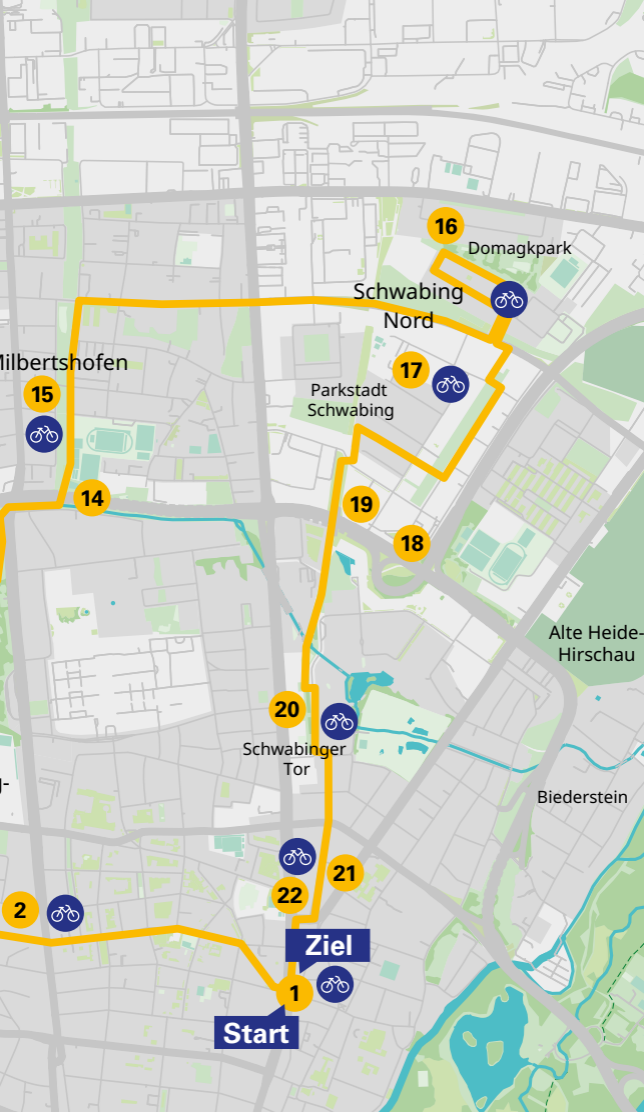 16
Domagkpark
Schwabing
Nord
Milbertshofen
17
15
Parkstadt
Schwabing
14
19
18
Alte Heide-
Hirschau
20
Schwabinger
Tor
g-
Biederstein
21
22
2
Ziel
1
Start